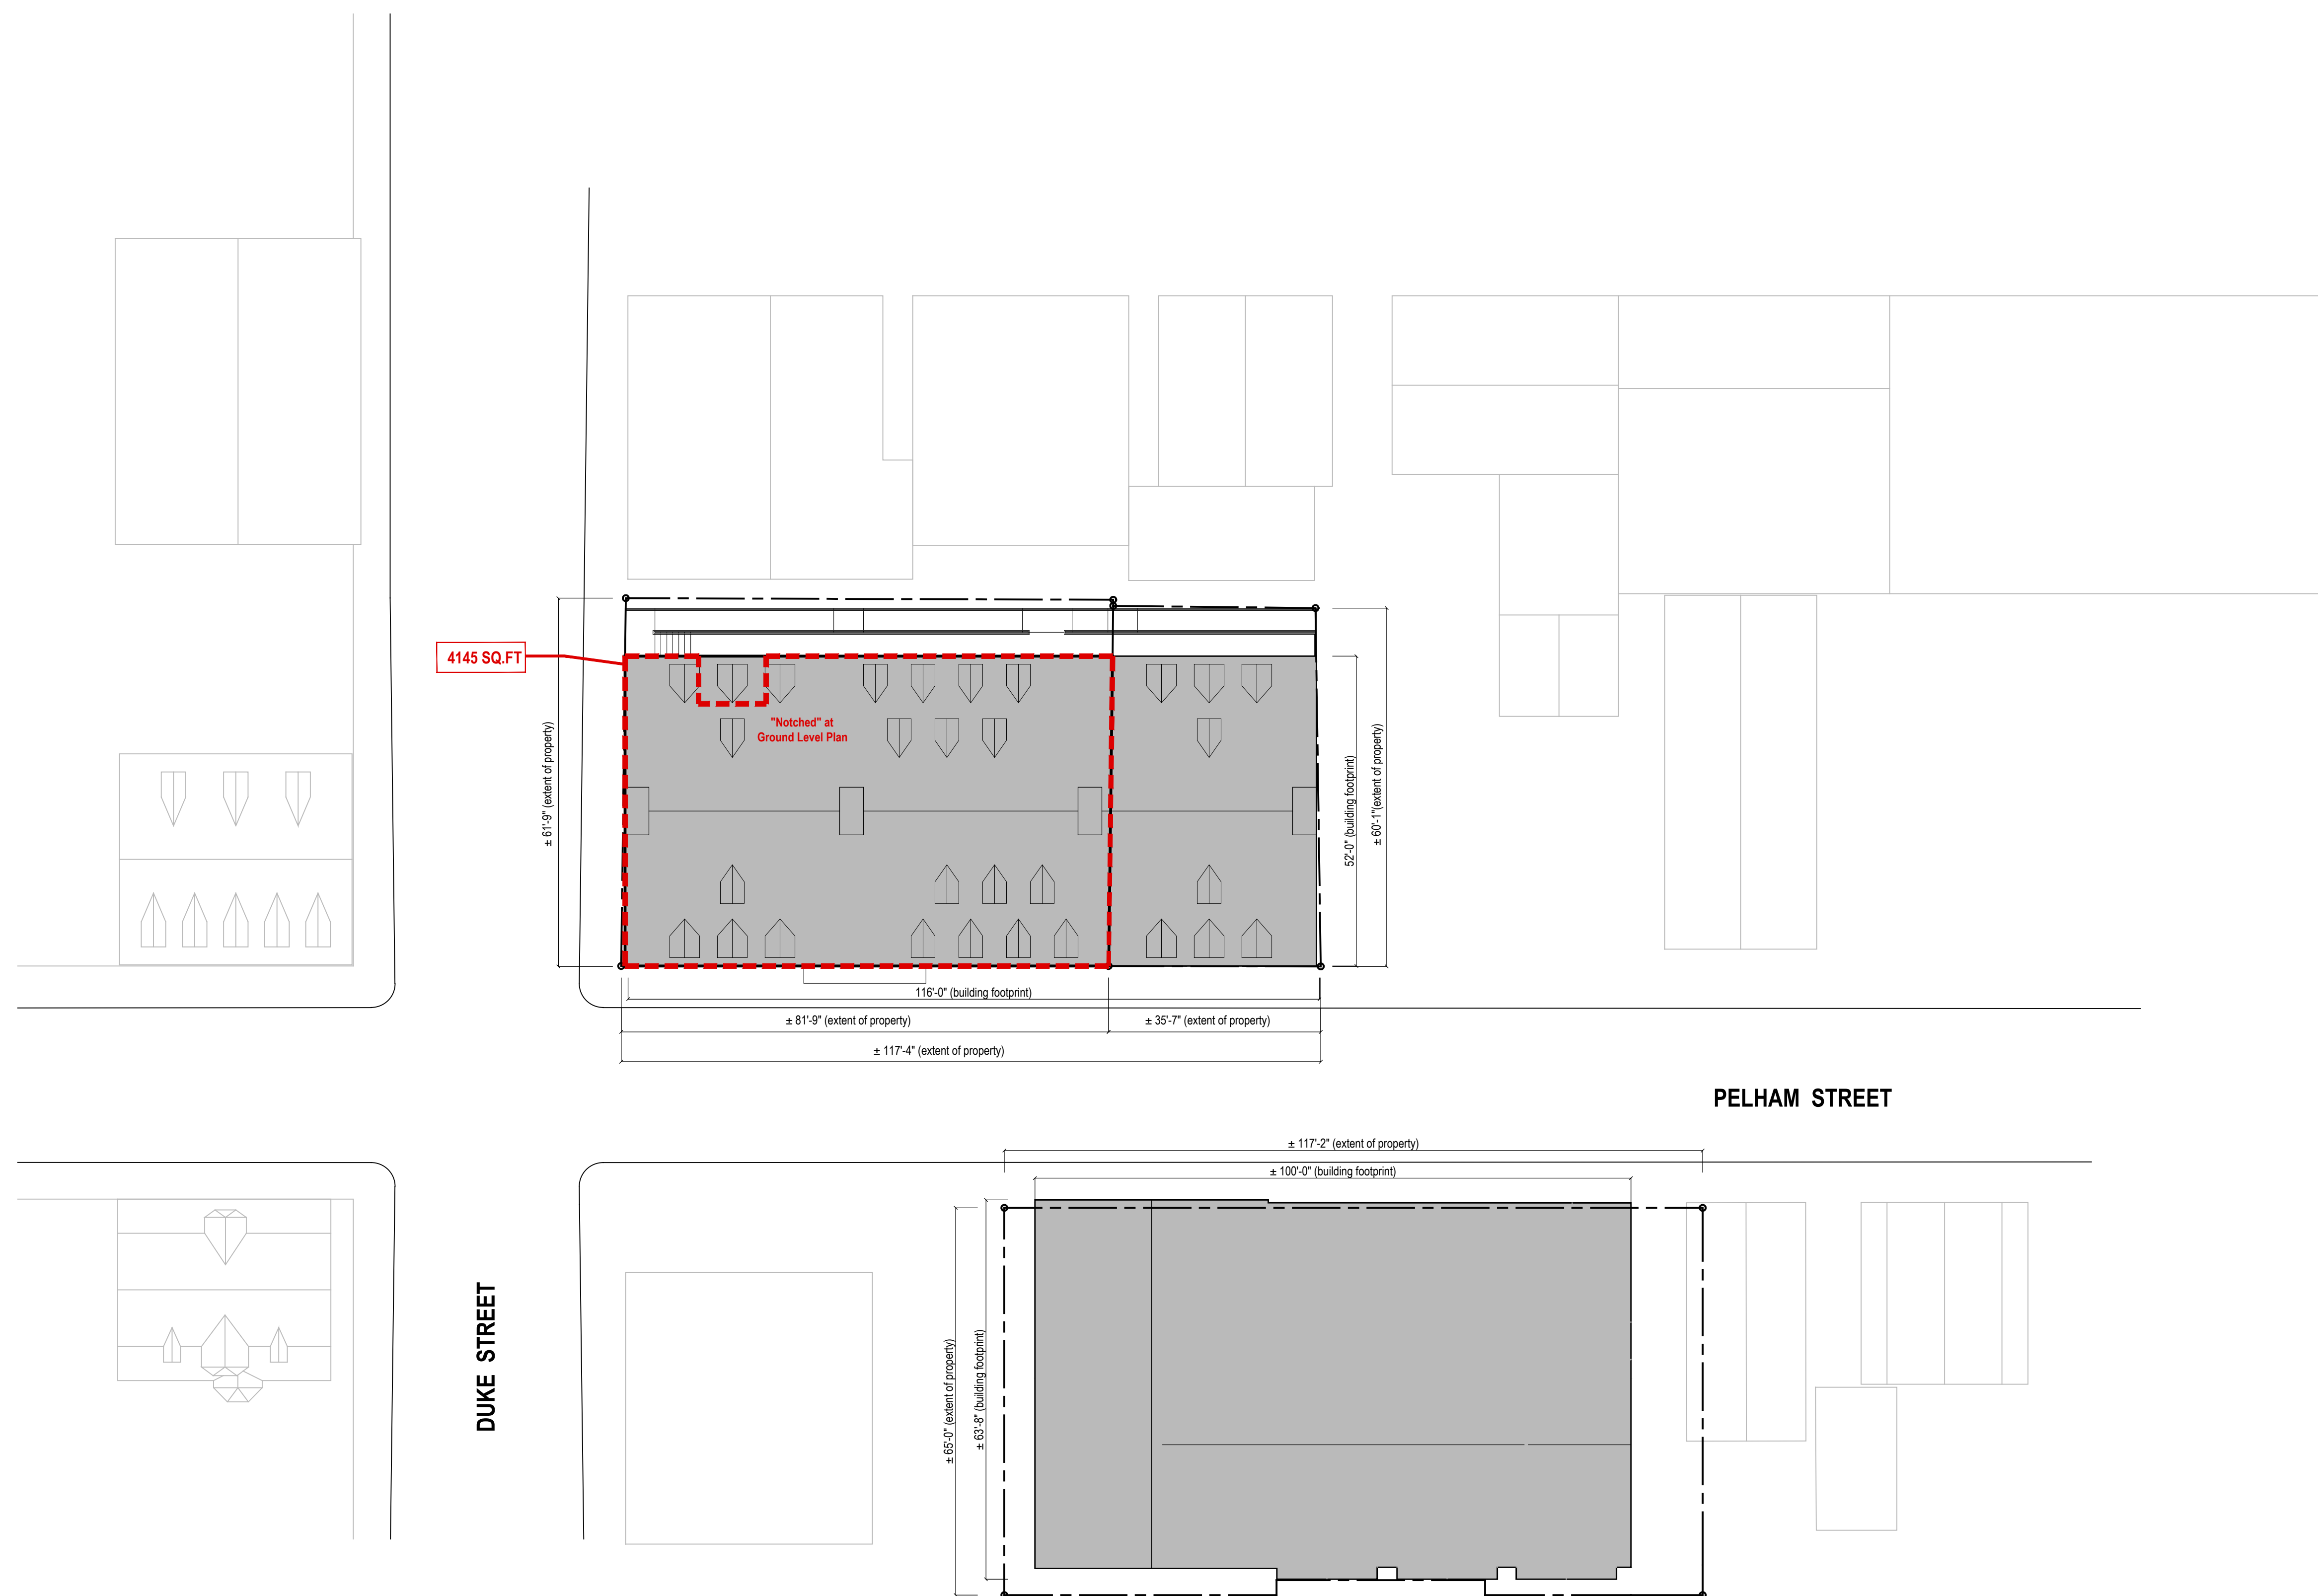 4145 SQ.FT
"Notched" at
Ground Level Plan
± 61'-9" (extent of property)
52'-0" (building footprint)
± 60'-1"(extent of property)
116'-0" (building footprint)
± 81'-9" (extent of property)
± 35'-7" (extent of property)
± 117'-4" (extent of property)
PELHAM STREET
± 117'-2" (extent of property)
± 100'-0" (building footprint)
DUKE STREET
± 65'-0" (extent of property)
± 63'-8" (building footprint)